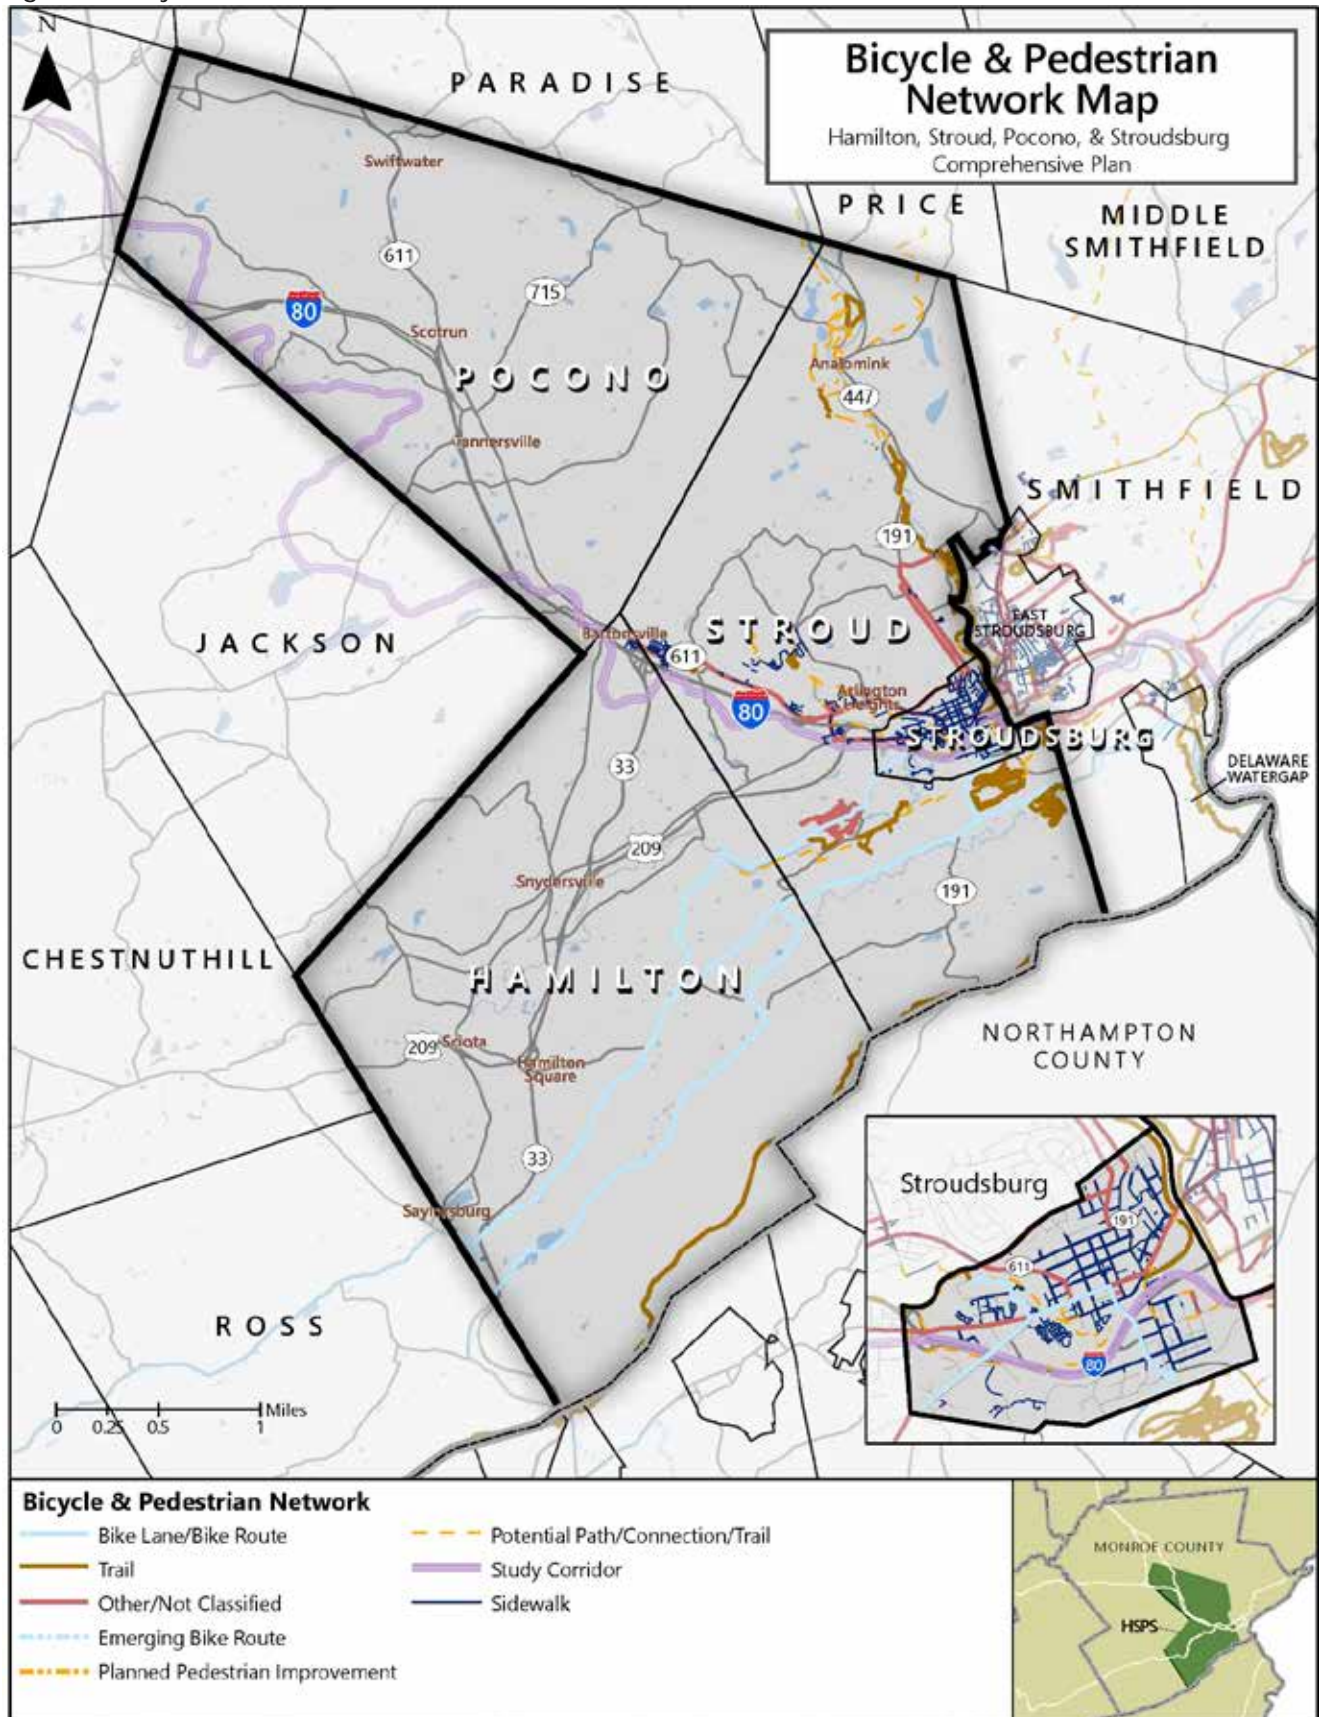 N
Bicycle & Pedestrian
Network Map
Hamilton, Stroud, Pocono, & Stroudsburg
Comprehensive Plan
PARADISE
Swiftwater
PRICE
MIDDLE
SMITHFIELD
611
715
80
Scotrun
POCONO
Analomink
447
Tannersville
SMITHFIELD
191
EAST
STROUDSBURG
JACKSON
Bartonsville
STROUD
611
Arlington
Heights
80
STROUDSBURG
33
DELAWARE
WATERGAP
209
Snydersville
191
CHESTNUTHILL
HAMILTON
209
Sciota
Hamilton
Square
NORTHAMPTON
COUNTY
33
Saylorsburg
Stroudsburg
191
611
80
ROSS
0 0.25 0.5 1 Miles
Bicycle & Pedestrian Network
Bike Lane/Bike Route
Trail
Other/Not Classified
Emerging Bike Route
Planned Pedestrian Improvement
Potential Path/Connection/Trail
Study Corridor
Sidewalk
MONROE COUNTY
HSPS